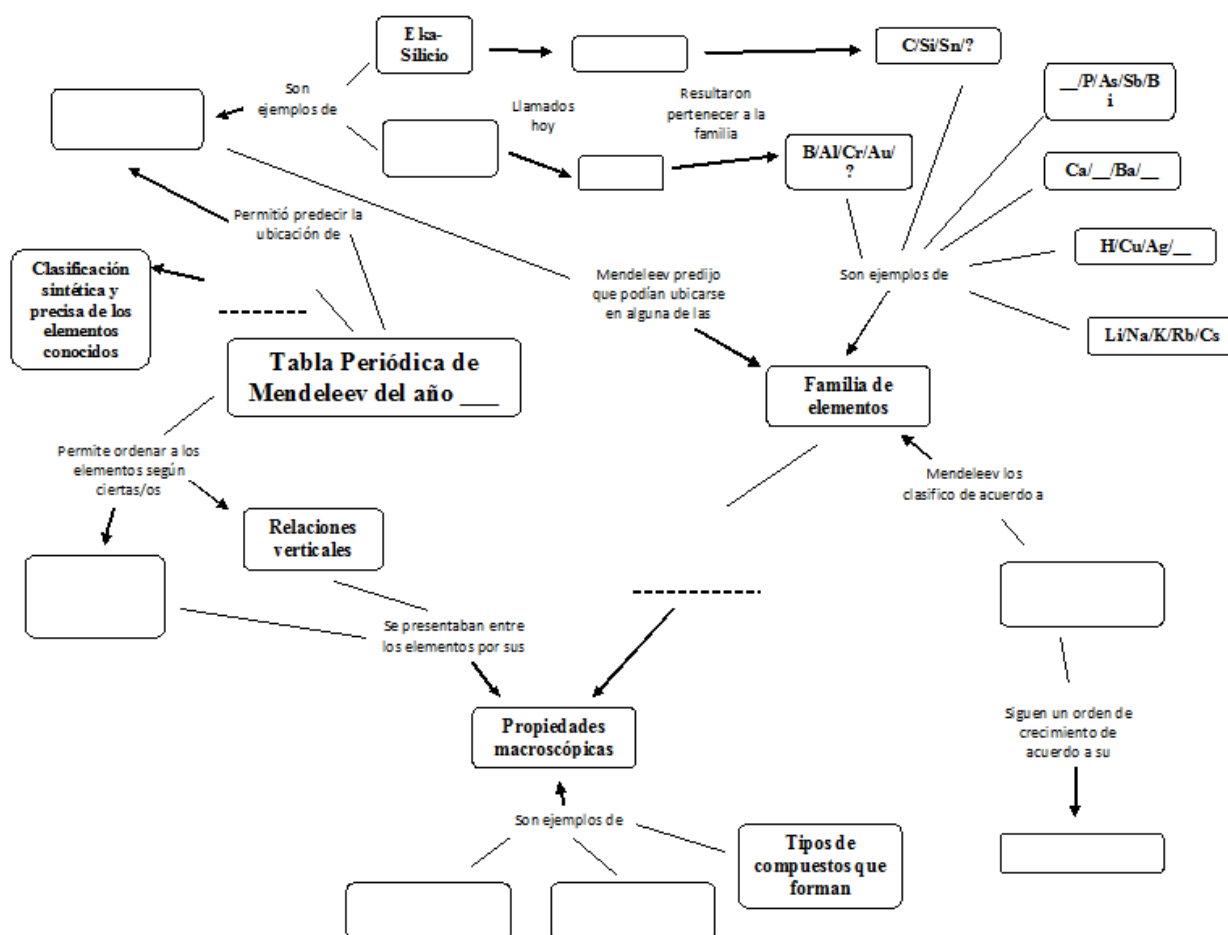 Eka-
Silicio
C/Si/Sn/?
__/P/As/Sb/B
i
Son
ejemplos de
Llamados
hoy
Resultaron
pertenecer a la
familia
B/Al/Cr/Au/
?
Ca/__/Ba/__
Permitió predecir la
ubicación de
H/Cu/Ag/__
Clasificación
sintética y
precisa de los
elementos
conocidos
Mendeleev predijo
que podían ubicarse
en alguna de las
Son ejemplos de
Li/Na/K/Rb/Cs
Tabla Periódica de
Mendeleev del año ___
Familia de
elementos
Permite ordenar a los
elementos según
ciertas/os
Mendeleev los
clasifico de acuerdo a
Relaciones
verticales
Se presentaban entre
los elementos por sus
Propiedades
macroscópicas
Siguen un orden de
crecimiento de
acuerdo a su
Son ejemplos de
Tipos de
compuestos que
forman